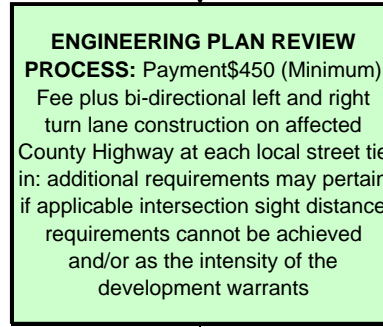 ENGINEERING PLAN REVIEW
PROCESS: Payment$450 (Minimum)
Fee plus bi-directional left and right
turn lane construction on affected
County Highway at each local street tie
in: additional requirements may pertain
if applicable intersection sight distance
requirements cannot be achieved
and/or as the intensity of the
development warrants